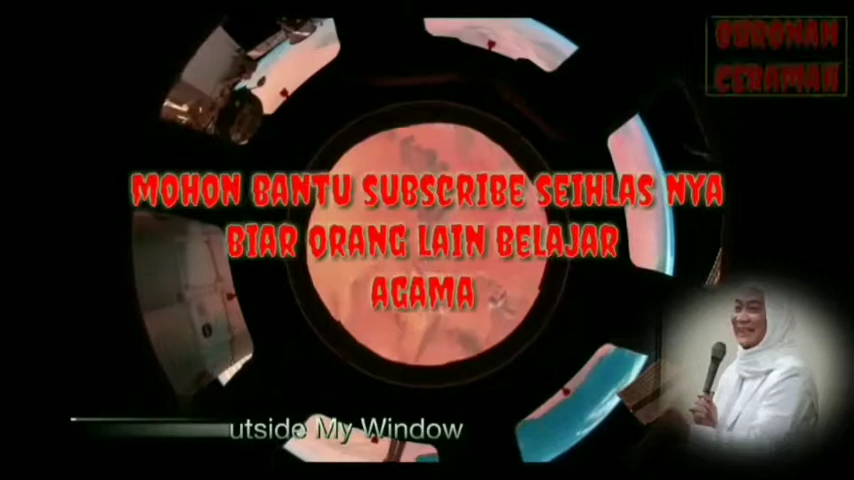 BURONAN
CERAMAH
MOHON BANTU SUBSCRIBE SEIHLAS NYA
BIAR ORANG LAIN BELAJAR
AGAMA
utside My Window